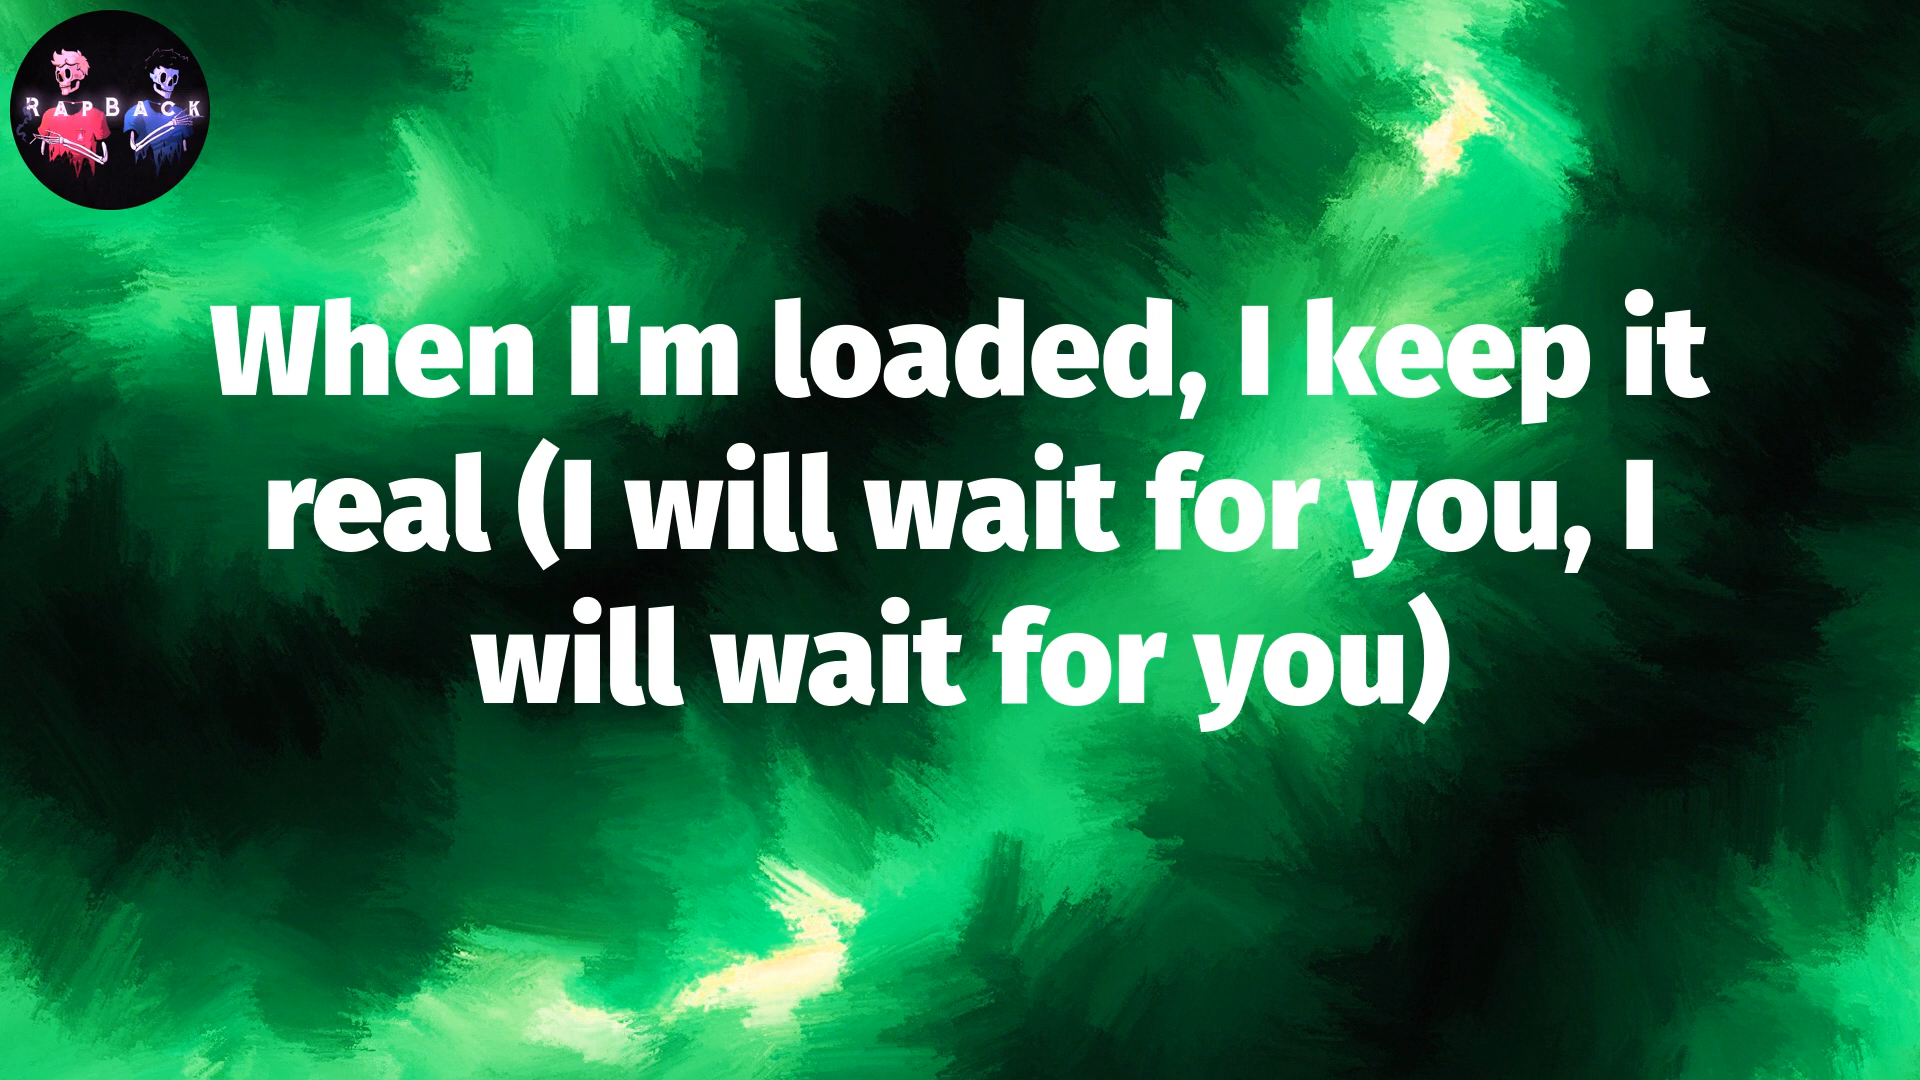 RAPBACK
When I'm loaded, I keep it
real (I will wait for you, I
will wait for you)